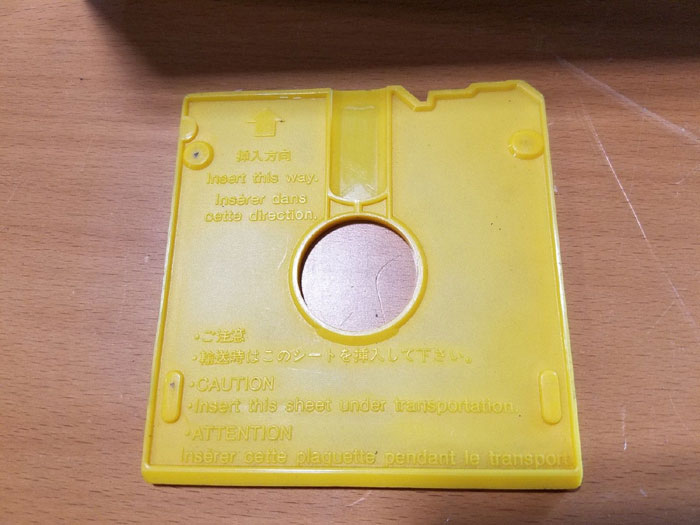 挿入方向
Insert this way.
Insérer dans
cette direction.
・ご注意
・輸送時はこのシートを挿入して下さい。
・CAUTION
・Insert this sheet under transportation.
・ATTENTION
Insérer cette plaquette pendant le transport